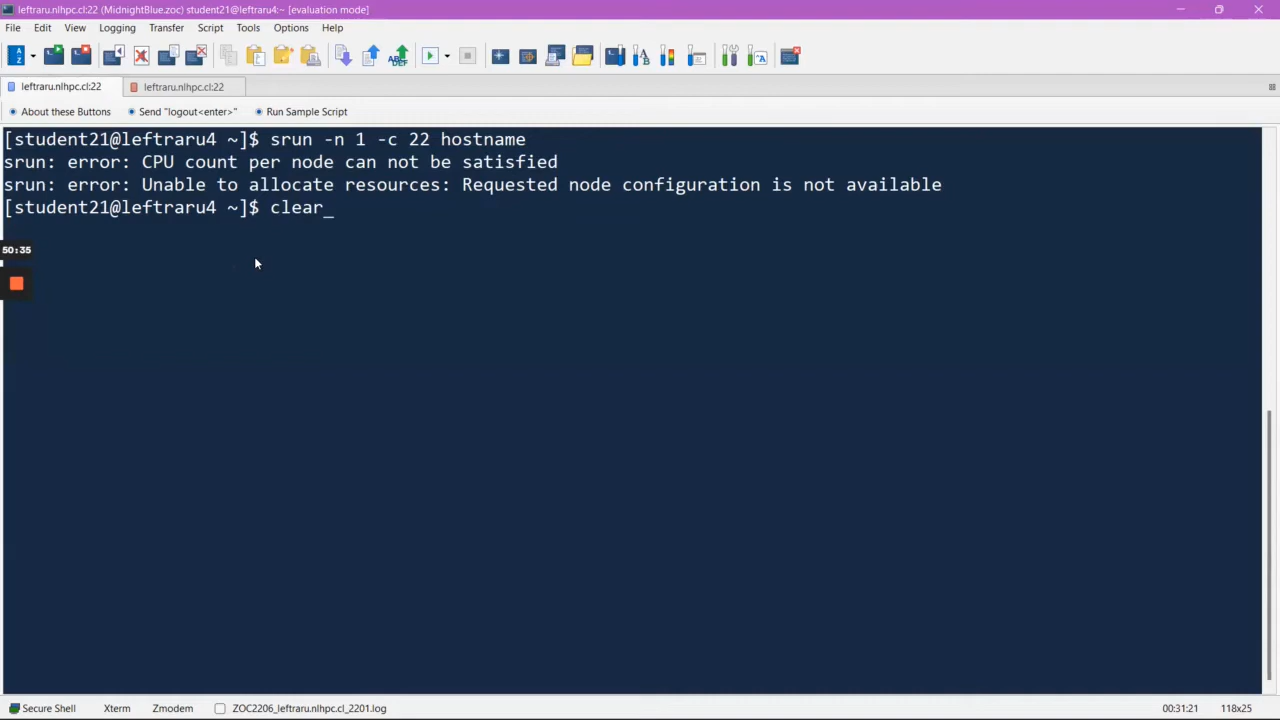 leftraru.nlhpc.cl:22 (MidnightBlue.zoc) student21@leftraru4:~ [evaluation mode]
File Edit View Logging Transfer Script Tools Options Help
leftraru.nlhpc.cl:22 leftraru.nlhpc.cl:22
About these Buttons Send "logout<enter>" Run Sample Script
[student21@leftraru4 ~]$ srun -n 1 -c 22 hostname
srun: error: CPU count per node can not be satisfied
srun: error: Unable to allocate resources: Requested node configuration is not available
[student21@leftraru4 ~]$ clear_
50:35
Secure Shell Xterm Zmodem ZOC2206_leftraru.nlhpc.cl_2201.log 00:31:21 118x25